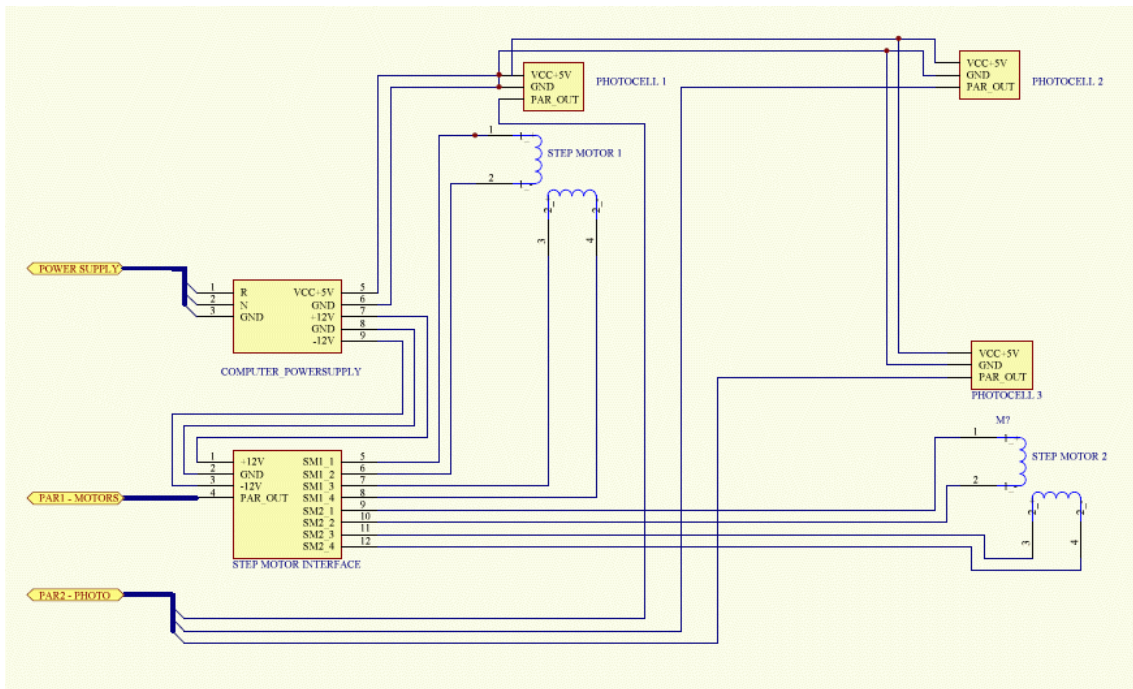 VCC+5V
GND
PAR_OUT
PHOTOCELL 1
VCC+5V
GND
PAR_OUT
PHOTOCELL 2
1
2
STEP MOTOR 1
3
4
POWER SUPPLY
1 R VCC+5V 5
2 N GND 6
3 GND +12V 7
GND 8
-12V 9
COMPUTER_POWERSUPPLY
VCC+5V
GND
PAR_OUT
PHOTOCELL 3
M?
1
2
STEP MOTOR 2
3
4
PAR1 - MOTORS
1 +12V SM1_1 5
2 GND SM1_2 6
3 -12V SM1_3 7
4 PAR_OUT SM1_4 8
SM2_1 9
SM2_2 10
SM2_3 11
SM2_4 12
STEP MOTOR INTERFACE
PAR2 - PHOTO